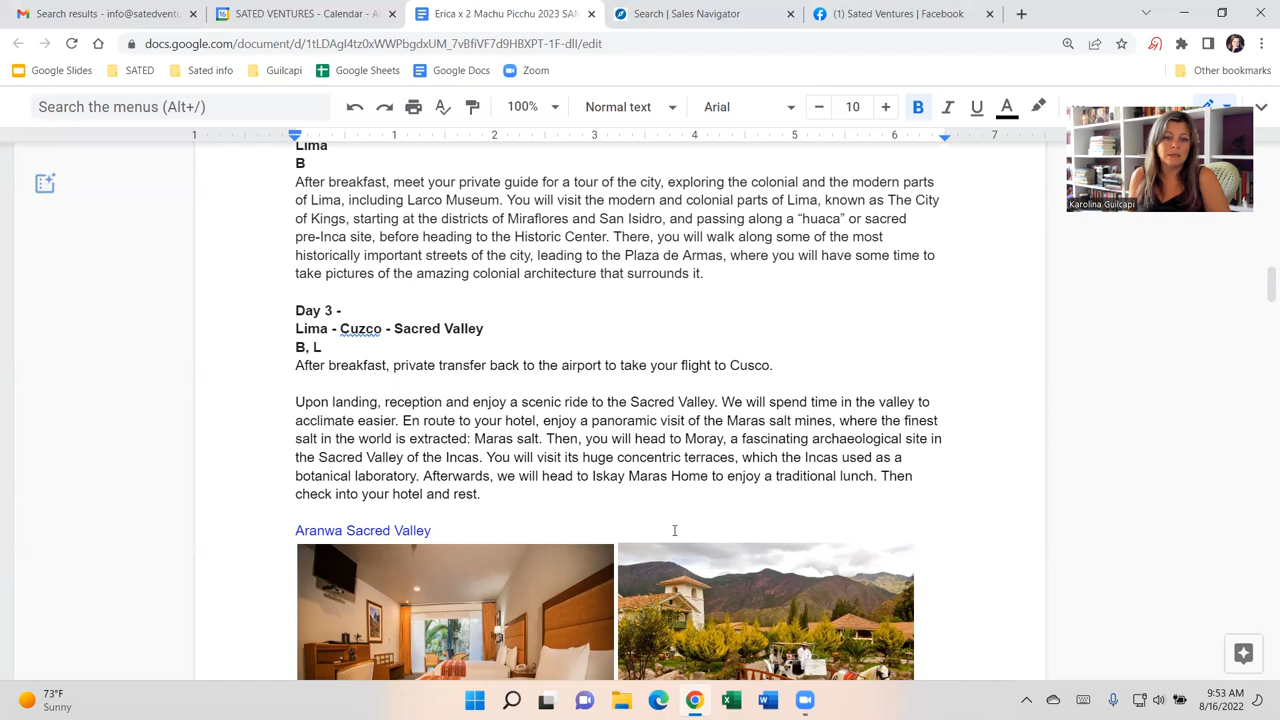 M info@sated.ventu
SATED VENTURES - Calendar - A
Erica x 2 Machu Picchu 2023 SAM
Search | Sales Navigator
(1) Sated Ventures | Facebook
docs.google.com/document/d/
/edit
Google Slides
SATED
Sated info
Guilcapi
Google Sheets
Google Docs
Zoom
Other bookmarks
Search the menus (Alt+/)
100%
Normal text
Arial
10
B I U A
1 1 2 3 4 5 6 7
Lima
B
After breakfast, meet your private guide for a tour of the city, exploring the colonial and the modern parts
of Lima, including Larco Museum. You will visit the modern and colonial parts of Lima, known as The City
of Kings, starting at the districts of Miraflores and San Isidro, and passing along a “huaca” or sacred
pre-Inca site, before heading to the Historic Center. There, you will walk along some of the most
historically important streets of the city, leading to the Plaza de Armas, where you will have some time to
take pictures of the amazing colonial architecture that surrounds it.
Day 3 -
Lima - Cuzco - Sacred Valley
B, L
After breakfast, private transfer back to the airport to take your flight to Cusco.
Upon landing, reception and enjoy a scenic ride to the Sacred Valley. We will spend time in the valley to
acclimate easier. En route to your hotel, enjoy a panoramic visit of the Maras salt mines, where the finest
salt in the world is extracted: Maras salt. Then, you will head to Moray, a fascinating archaeological site in
the Sacred Valley of the Incas. You will visit its huge concentric terraces, which the Incas used as a
botanical laboratory. Afterwards, we will head to Iskay Maras Home to enjoy a traditional lunch. Then
check into your hotel and rest.
Aranwa Sacred Valley
Karolina Guilcapi
73°F
Sunny
9:53 AM
8/16/2022